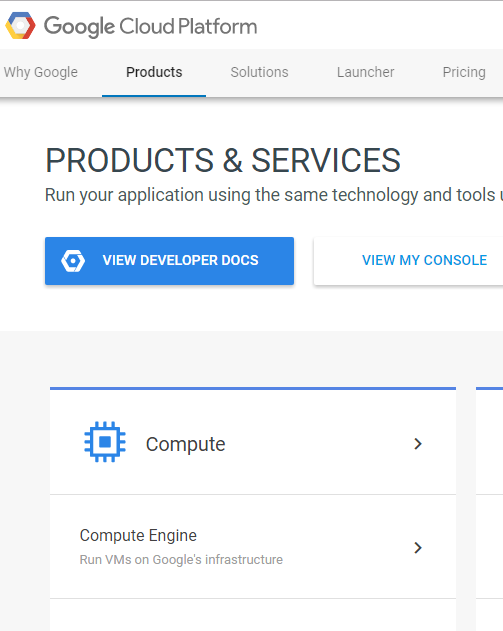 Google Cloud Platform
Why Google Products Solutions Launcher Pricing
PRODUCTS & SERVICES
Run your application using the same technology and tools
VIEW DEVELOPER DOCS VIEW MY CONSOLE
Compute
Compute Engine
Run VMs on Google's infrastructure